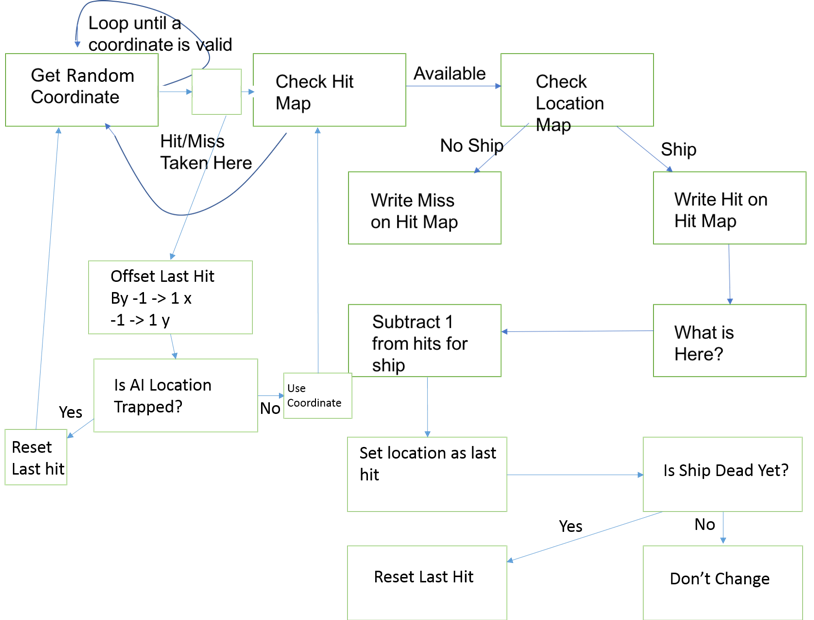 Loop until a
coordinate is valid
Get Random
Coordinate
Check Hit
Map
Available
Check
Location
Map
Hit/Miss
Taken Here
No Ship
Ship
Write Miss
on Hit Map
Write Hit on
Hit Map
Offset Last Hit
By -1 -> 1 x
-1 -> 1 y
Subtract 1
from hits for
ship
What is
Here?
Is AI Location
Trapped?
Use
Coordinate
No
Yes
Reset
Last hit
Set location as last
hit
Is Ship Dead Yet?
Yes
No
Reset Last Hit
Don’t Change